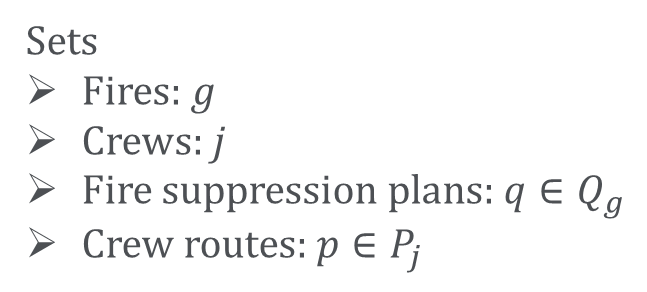 Sets
➢ Fires: g
➢ Crews: j
➢ Fire suppression plans: q ∈ Q_g
➢ Crew routes: p ∈ P_j